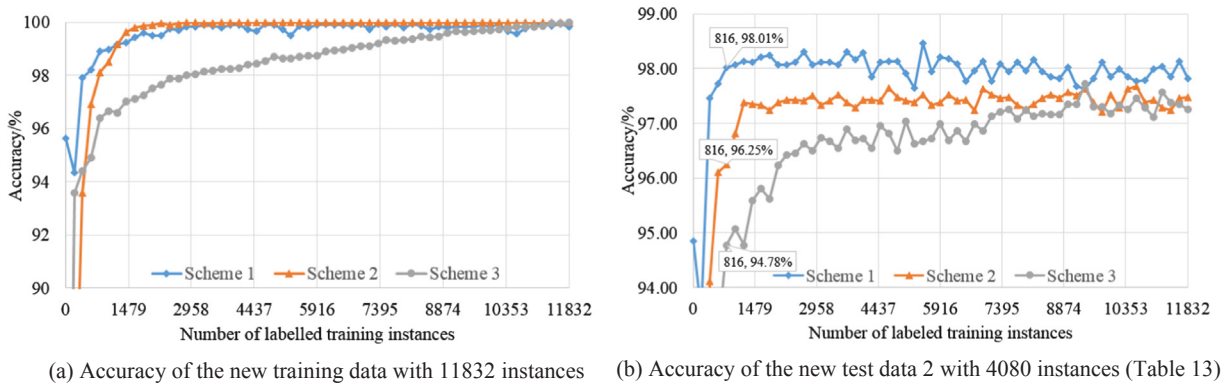 Accuracy/%
100
98
96
94
92
90
0
1479
2958
4437
5916
7395
8874
10353
11832
Scheme 1
Scheme 2
Scheme 3
Number of labelled training instances
(a) Accuracy of the new training data with 11832 instances
Accuracy/%
99.00
98.00
97.00
96.00
95.00
94.00
816, 98.01%
816, 96.25%
816, 94.78%
Scheme 1
Scheme 2
Scheme 3
0
1479
2958
4437
5916
7395
8874
10353
11832
Number of labeled training instances
(b) Accuracy of the new test data 2 with 4080 instances (Table 13)